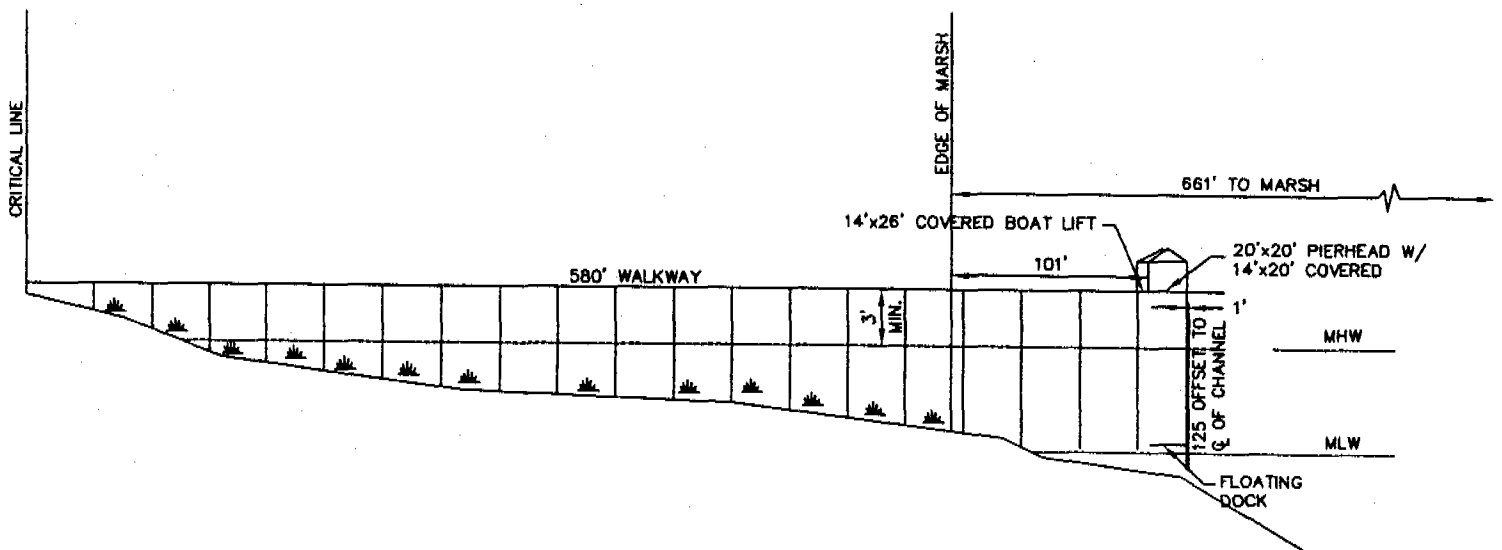 CRITICAL LINE
EDGE OF MARSH
661' TO MARSH
14'x26' COVERED BOAT LIFT
20'x20' PIERHEAD W/
14'x20' COVERED
580' WALKWAY
101'
3'
MIN.
1'
MHW
125 OFFSET TO
℄ OF CHANNEL
MLW
FLOATING
DOCK